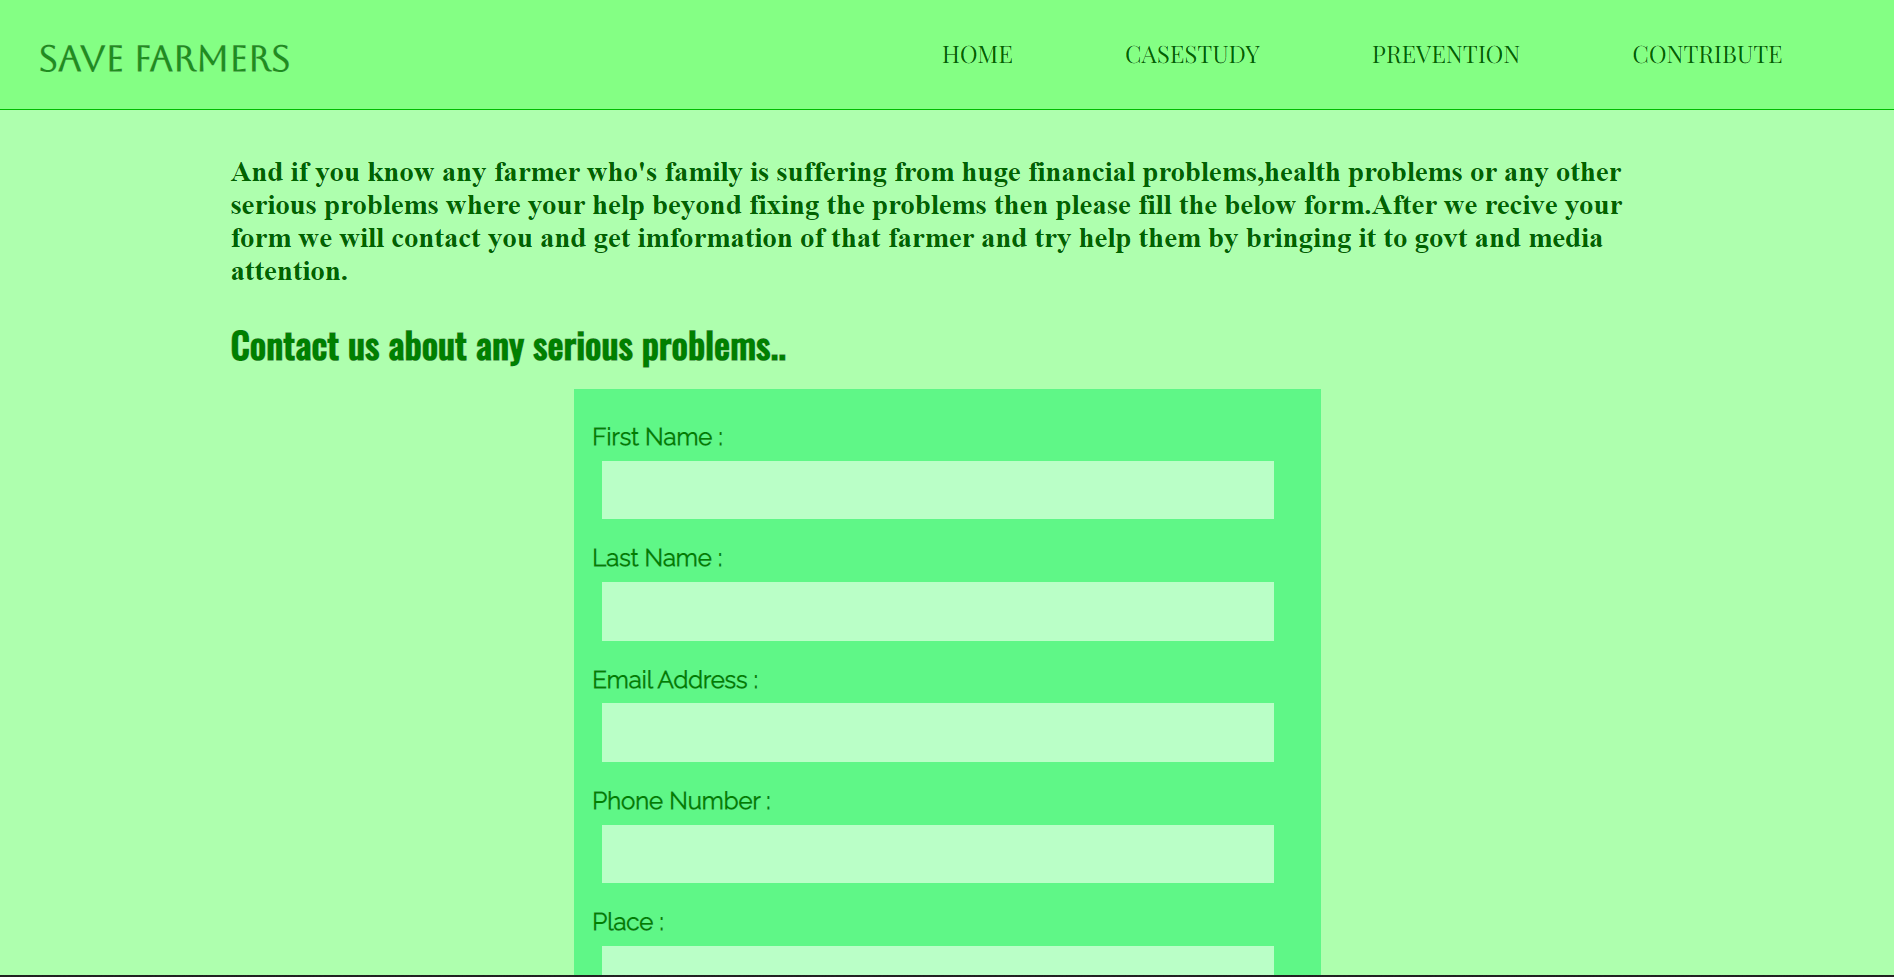 SAVE FARMERS
HOME
CASESTUDY
PREVENTION
CONTRIBUTE
And if you know any farmer who's family is suffering from huge financial problems,health problems or any other
serious problems where your help beyond fixing the problems then please fill the below form.After we recive your
form we will contact you and get imformation of that farmer and try help them by bringing it to govt and media
attention.
Contact us about any serious problems..
First Name :
Last Name :
Email Address :
Phone Number :
Place :